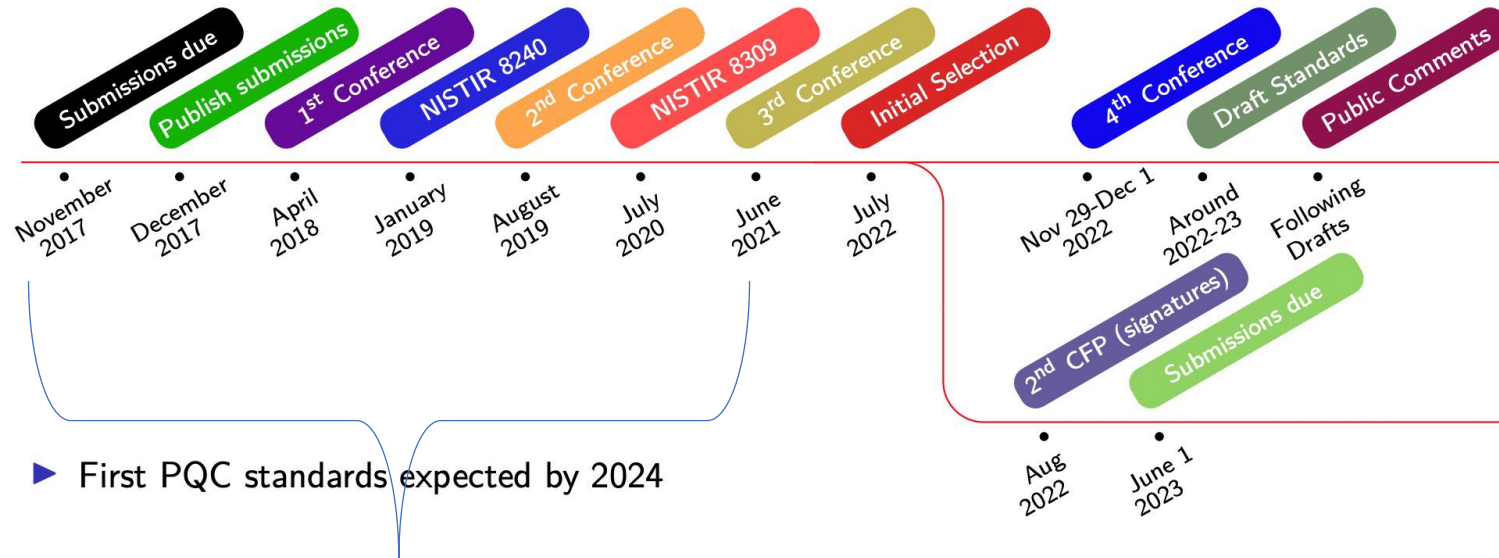 Submissions due
Publish submissions
1st Conference
NISTIR 8240
2nd Conference
NISTIR 8309
3rd Conference
Initial Selection
4th Conference
Draft Standards
Public Comments
November
2017
December
2017
April
2018
January
2019
August
2019
July
2020
June
2021
July
2022
Nov 29-Dec 1
2022
Around
2022-23
Following
Drafts
2nd CFP (signatures)
Submissions due
Aug
2022
June 1
2023
First PQC standards expected by 2024